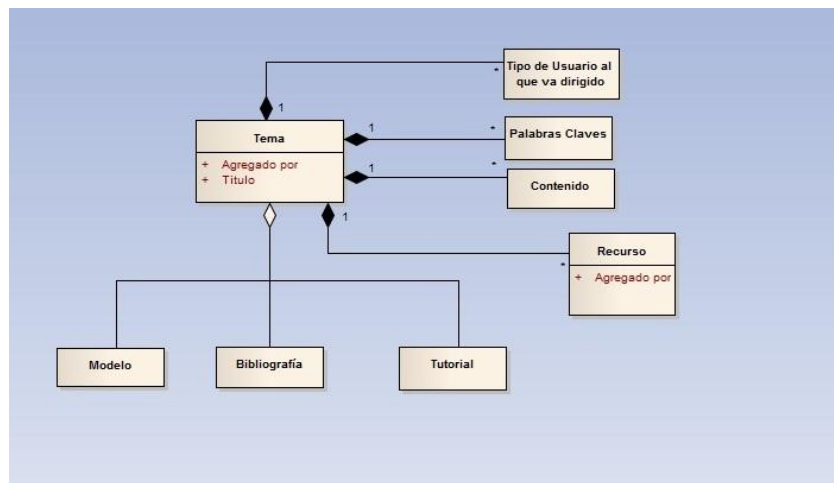 Tipo de Usuario al
que va dirigido
*
1
Tema
+ Agregado por
+ Titulo
1
*
Palabras Claves
1
*
Contenido
1
*
Recurso
+ Agregado por
Modelo
Bibliografía
Tutorial